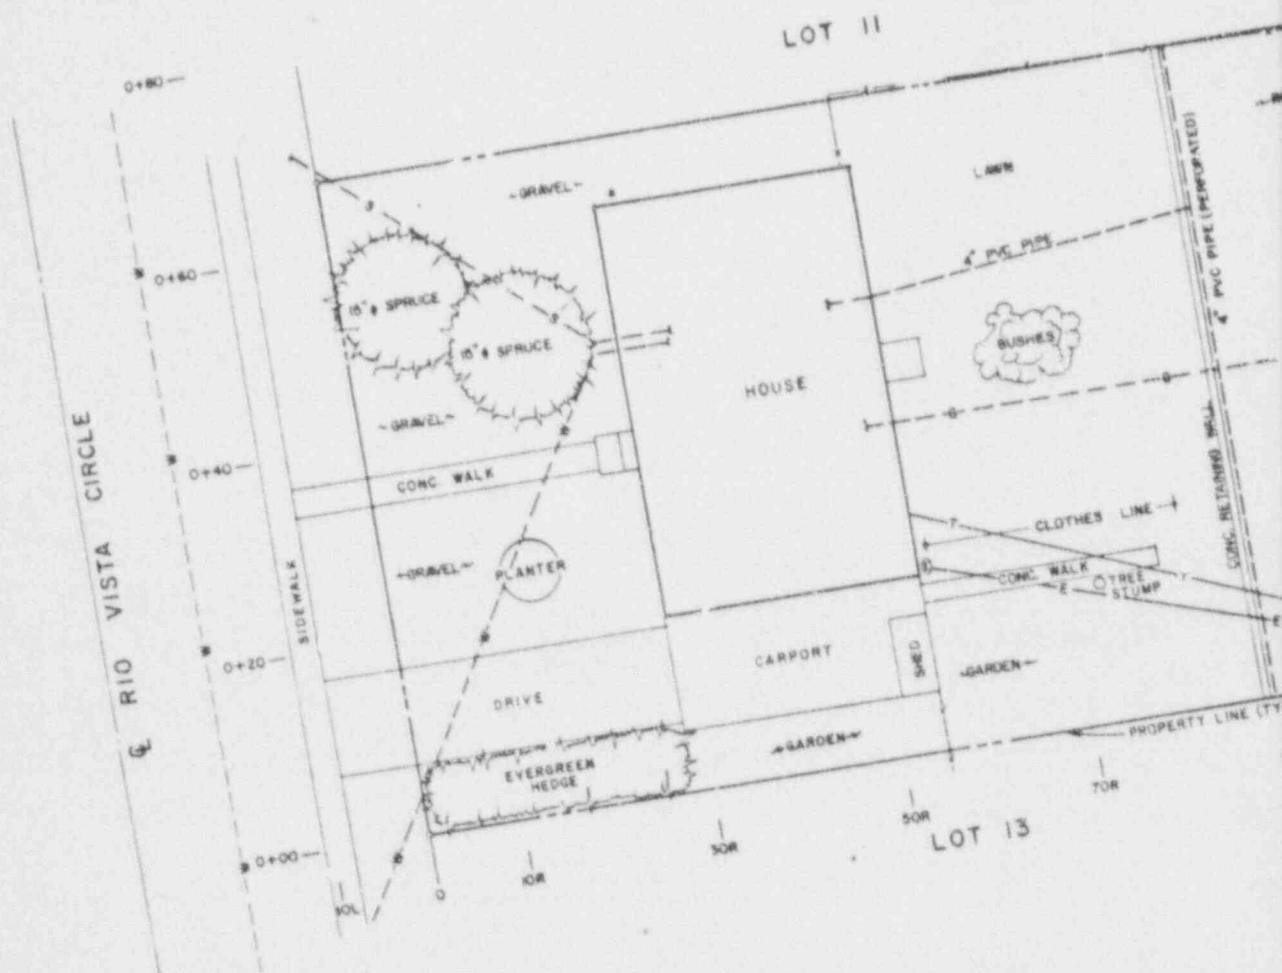 LOT 11
0+80
LAWN
~GRAVEL~
S
4" PVC PIPE (PERFORATED)
4" PVC PIPE
W
0+60
S
18" ϕ SPRUCE
18" ϕ SPRUCE
BUSHES
HOUSE
G
G
~GRAVEL~
W
W
CONC WALK
0+40
CONC. RETAINING WALL
RIO VISTA CIRCLE
T
CLOTHES LINE
~GRAVEL~
PLANTER
CONC. WALK
TREE
STUMP
T
E
E
SIDEWALK
W
W
0+20
CARPORT
SHED
GARDEN
DRIVE
PROPERTY LINE (TY
GARDEN
EVERGREEN
HEDGE
70R
50R
LOT 13
30R
W
0+00
W
10R
0
10L